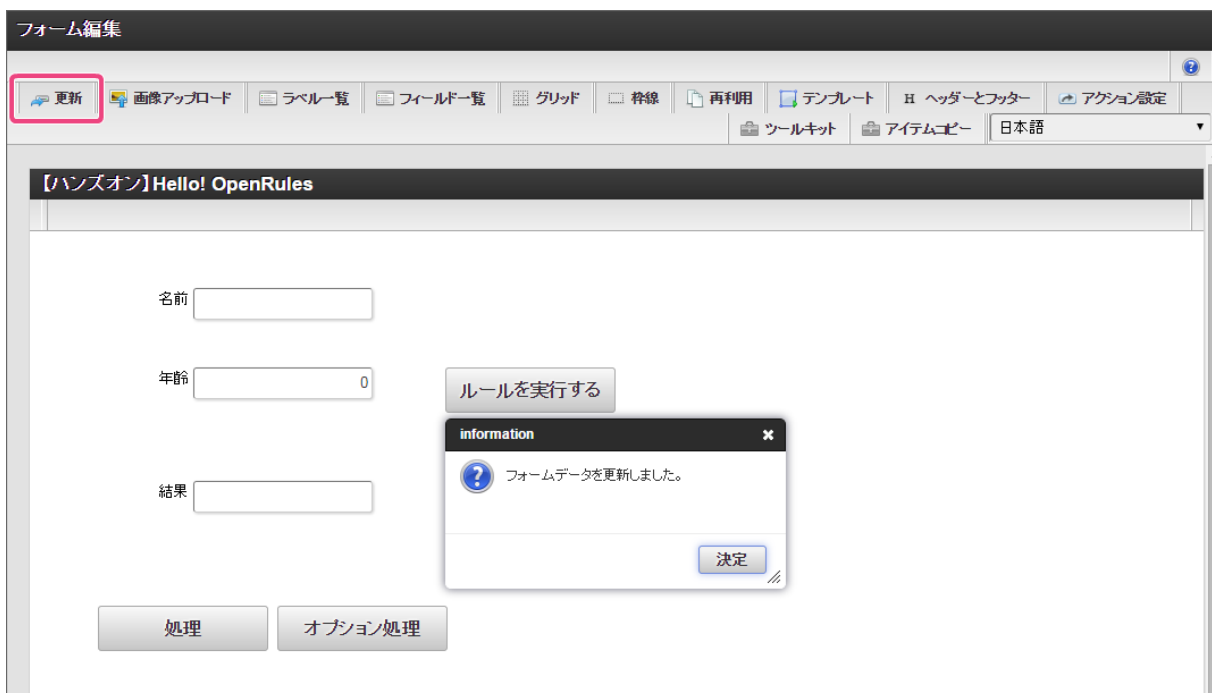 フォーム編集
更新 画像アップロード ラベル一覧 フィールド一覧 グリッド 枠線 再利用 テンプレート H ヘッダーとフッター アクション設定
ツールキット アイテムコピー 日本語
【ハンズオン】Hello! OpenRules
名前
年齢 0 ルールを実行する
information
フォームデータを更新しました。
結果
決定
処理 オプション処理